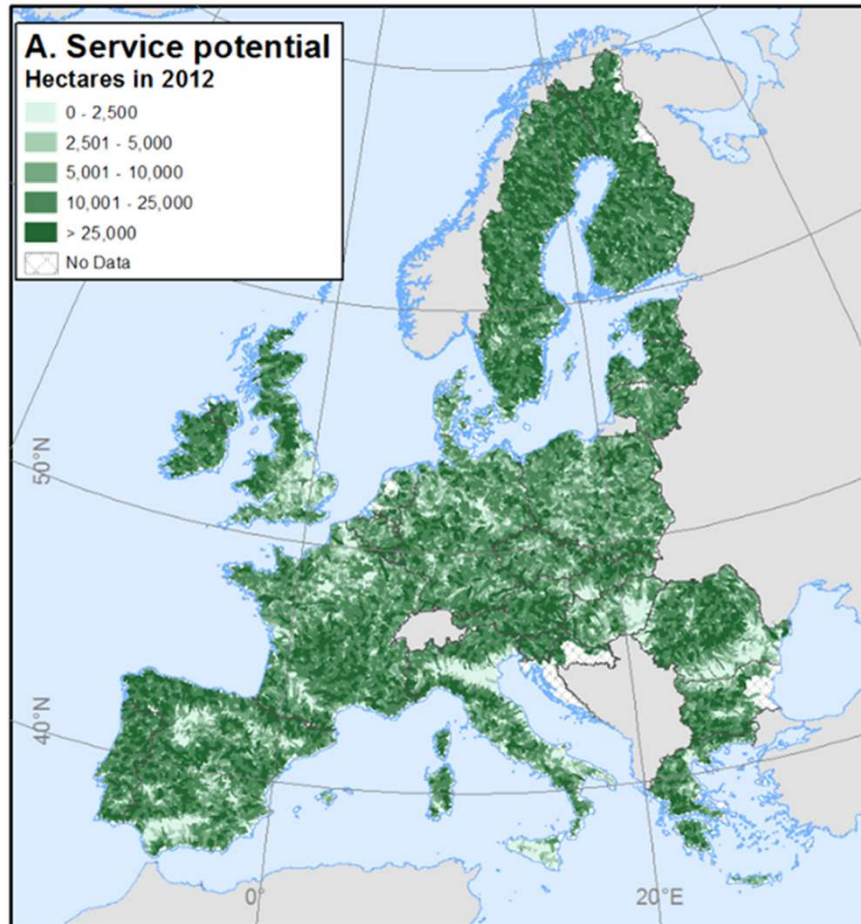 A. Service potential
Hectares in 2012
0 - 2,500
2,501 - 5,000
5,001 - 10,000
10,001 - 25,000
> 25,000
No Data
50°N
40°N
0°
20°E